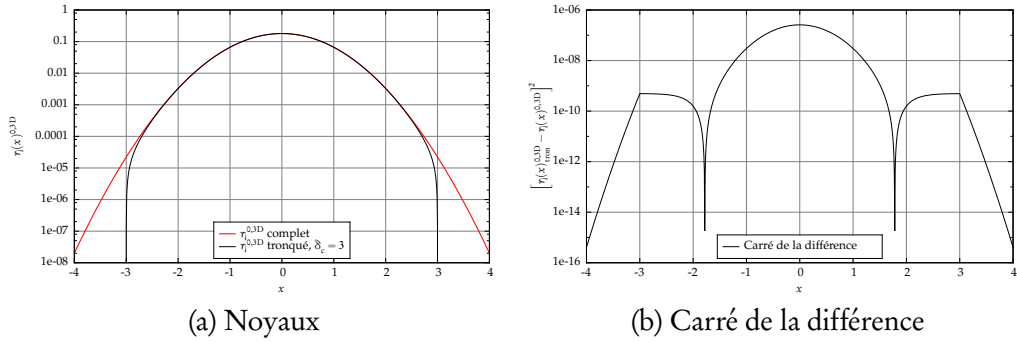 1
0.1
0.01
0.001
0.0001
1e-05
1e-06
1e-07
1e-08
-4 -3 -2 -1 0 1 2 3 4
x
η(x)^0,3D
η^0,3D complet
η^0,3D tronqué, δ_c = 3
(a) Noyaux
1e-06
1e-08
1e-10
1e-12
1e-14
1e-16
-4 -3 -2 -1 0 1 2 3 4
x
[η(x)^0,3D_tron − η(x)^0,3D]^2
Carré de la différence
(b) Carré de la différence